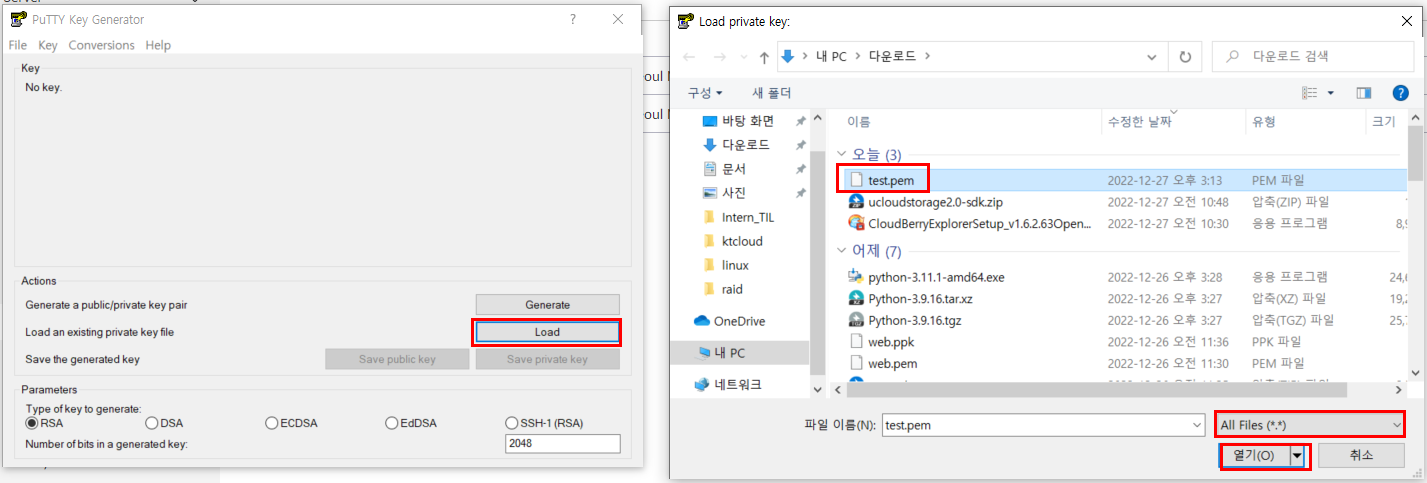 Server
PuTTY Key Generator
?
File Key Conversions Help
Key
No key.
Actions
Generate a public/private key pair
Generate
Load an existing private key file
Load
Save the generated key
Save public key
Save private key
Parameters
Type of key to generate:
RSA DSA ECDSA EdDSA SSH-1 (RSA)
Number of bits in a generated key:
2048
oul
oul
Load private key:
내 PC 다운로드
다운로드 검색
구성 새 폴더
바탕 화면
다운로드
문서
사진
Intern_TIL
ktcloud
linux
raid
OneDrive
내 PC
네트워크
이름 수정한 날짜 유형 크기
오늘 (3)
test.pem 2022-12-27 오후 3:13 PEM 파일
ucloudstorage2.0-sdk.zip 2022-12-27 오전 10:48 압축(ZIP) 파일
CloudBerryExplorerSetup_v1.6.2.63Open... 2022-12-27 오전 10:30 응용 프로그램 8,9
어제 (7)
python-3.11.1-amd64.exe 2022-12-26 오후 3:28 응용 프로그램 24,6
Python-3.9.16.tar.xz 2022-12-26 오후 3:27 압축(XZ) 파일 19,2
Python-3.9.16.tgz 2022-12-26 오후 3:27 압축(TGZ) 파일 25,7
web.ppk 2022-12-26 오전 11:36 PPK 파일
web.pem 2022-12-26 오전 11:30 PEM 파일
파일 이름(N): test.pem
All Files (*.*)
열기(O)
취소